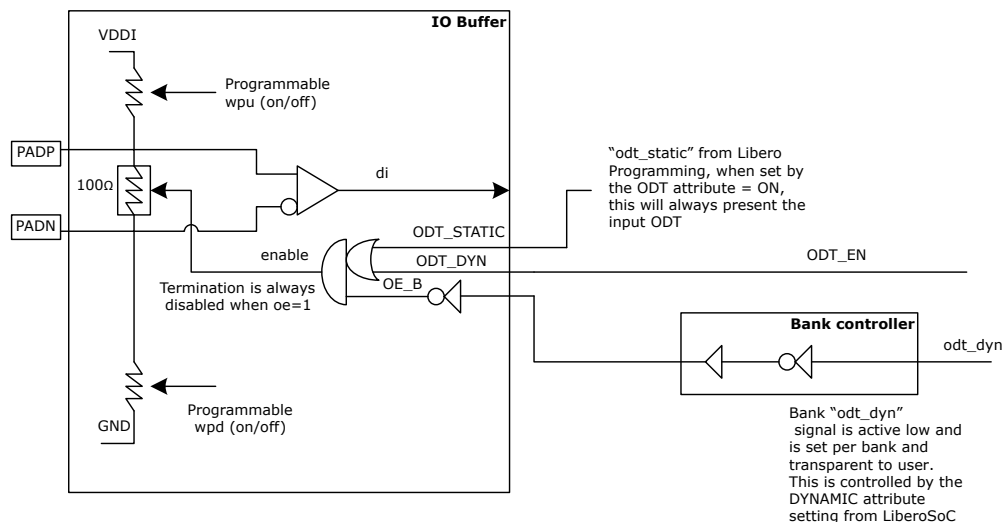 IO Buffer
VDDI
Programmable
wpu (on/off)
PADP
100Ω
PADN
di
"odt_static" from Libero
Programming, when set by
the ODT attribute = ON,
this will always present the
input ODT
ODT_STATIC
enable
ODT_DYN
ODT_EN
Termination is always
disabled when oe=1
OE_B
Bank controller
odt_dyn
Programmable
wpd (on/off)
GND
Bank “odt_dyn”
signal is active low and
is set per bank and
transparent to user.
This is controlled by the
DYNAMIC attribute
setting from LiberoSoC